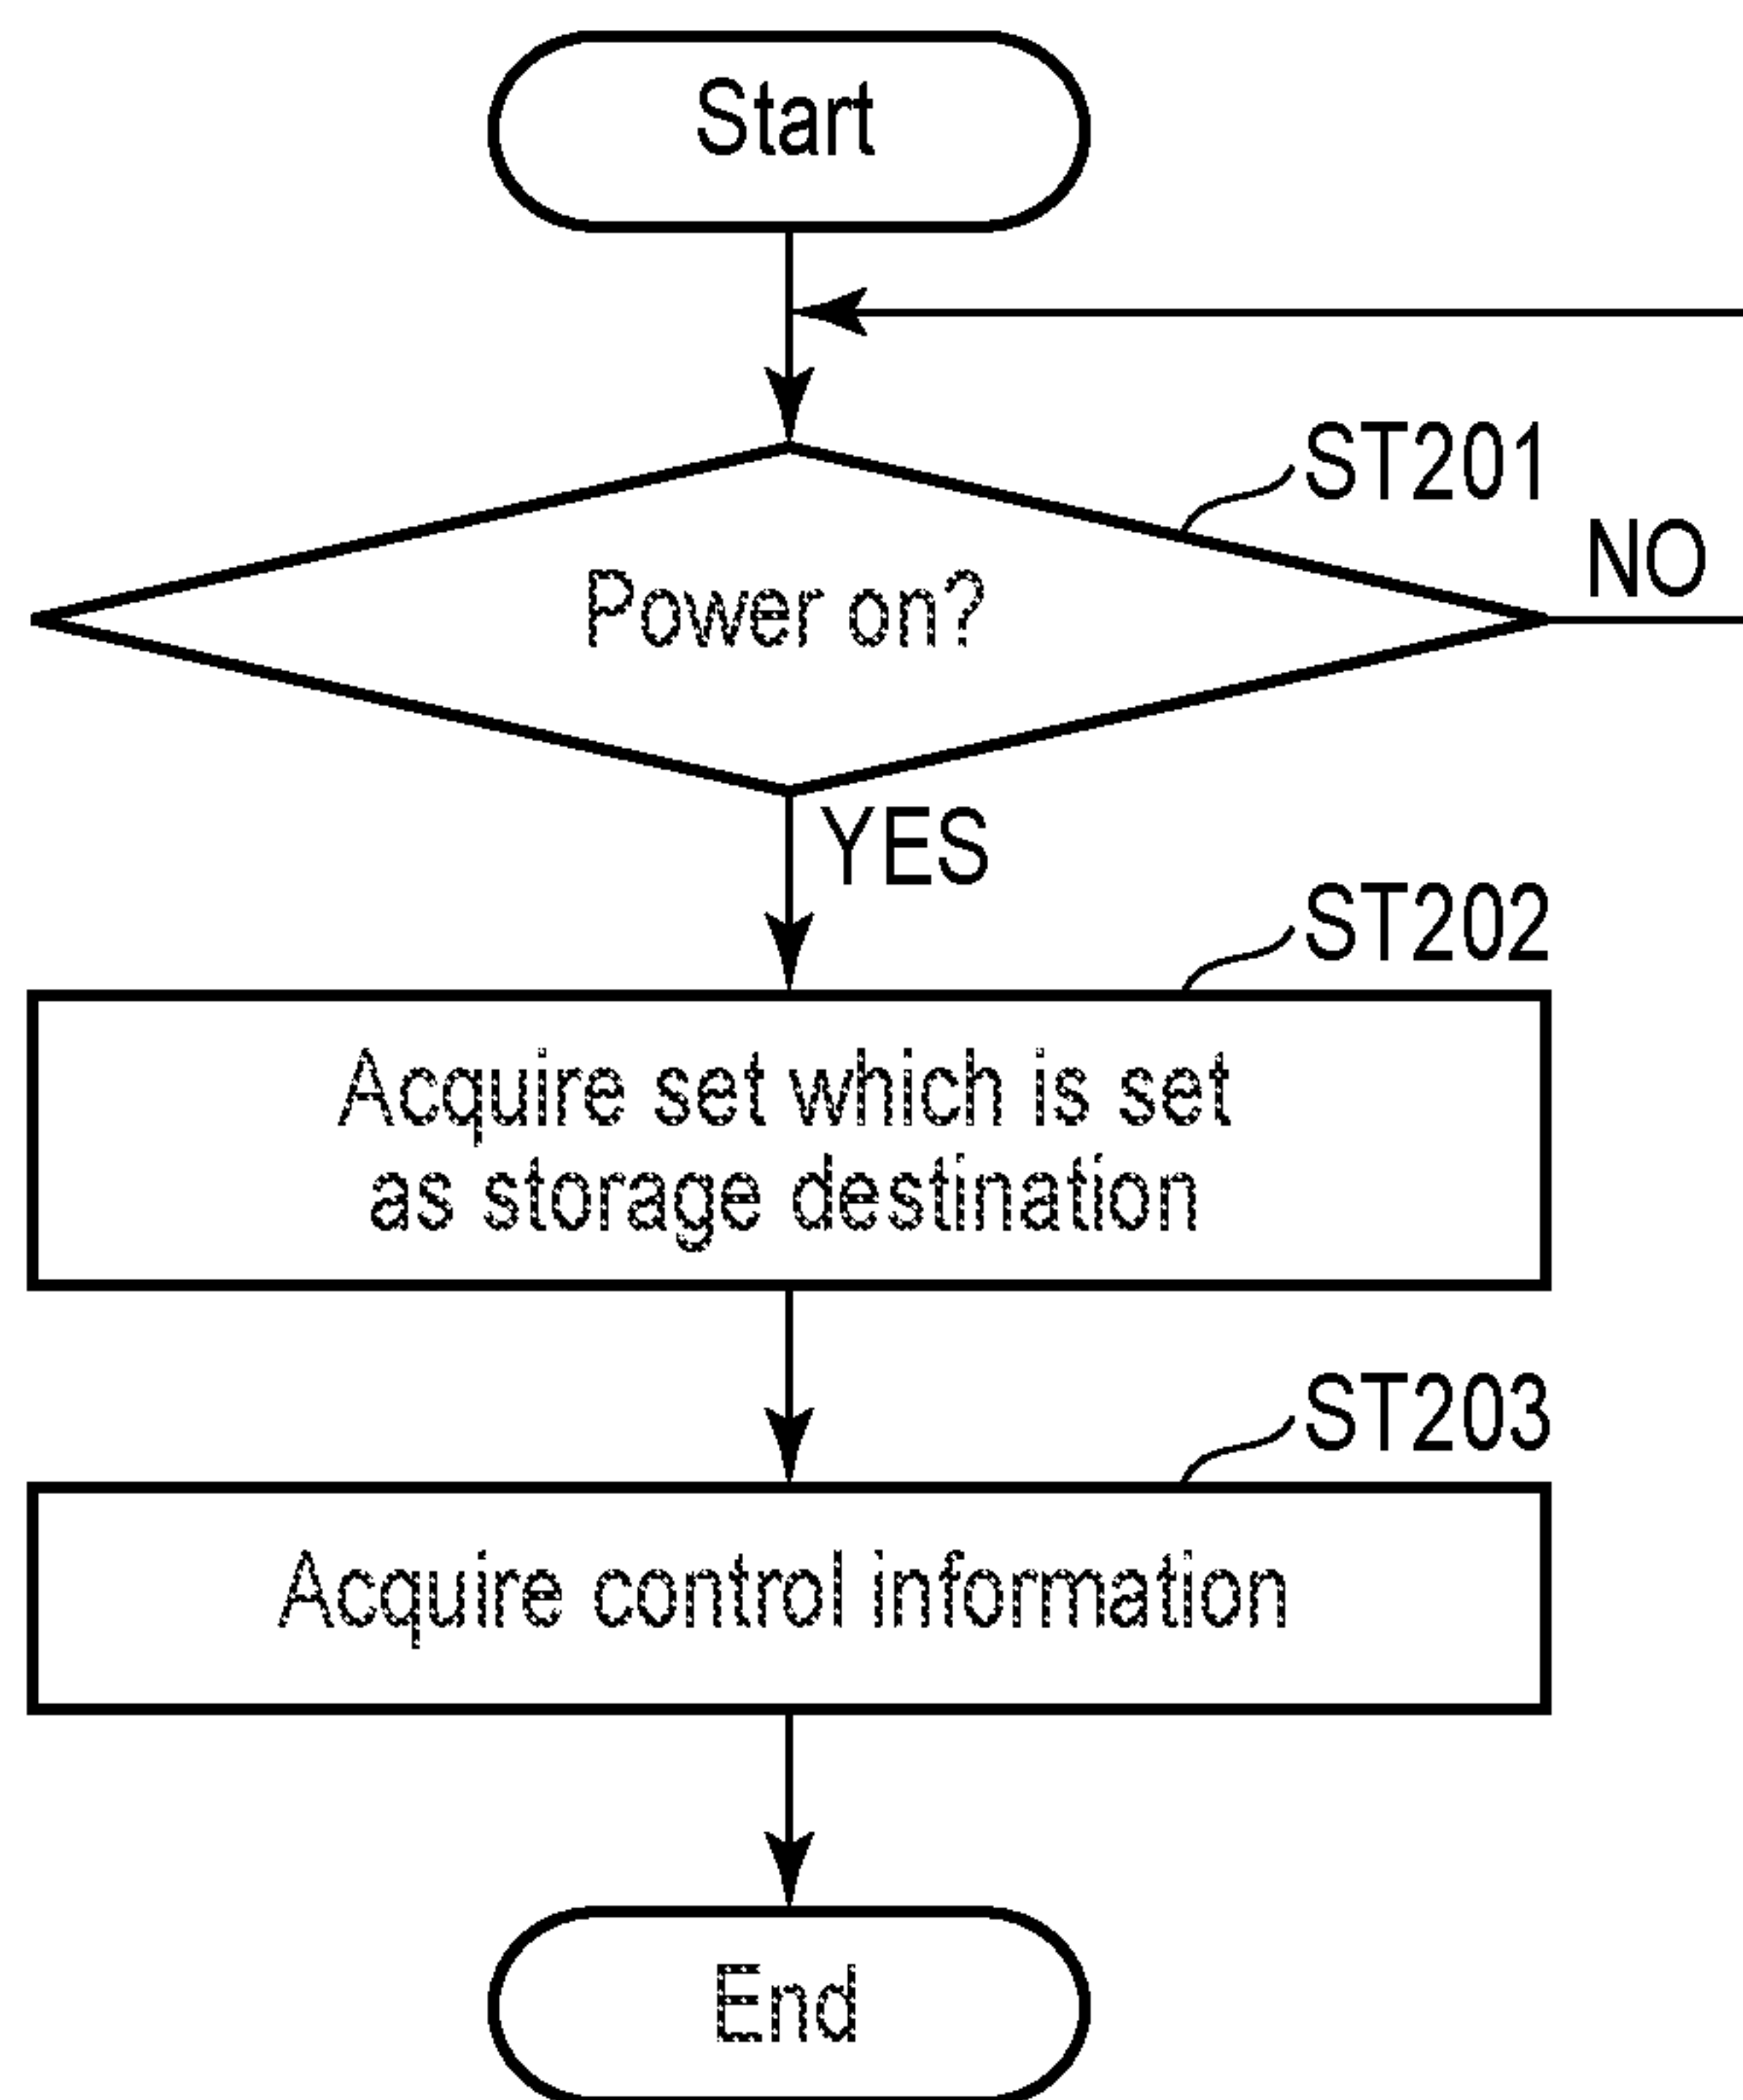 Start
ST201
Power on?
NO
YES
ST202
Acquire set which is set
as storage destination
ST203
Acquire control information
End